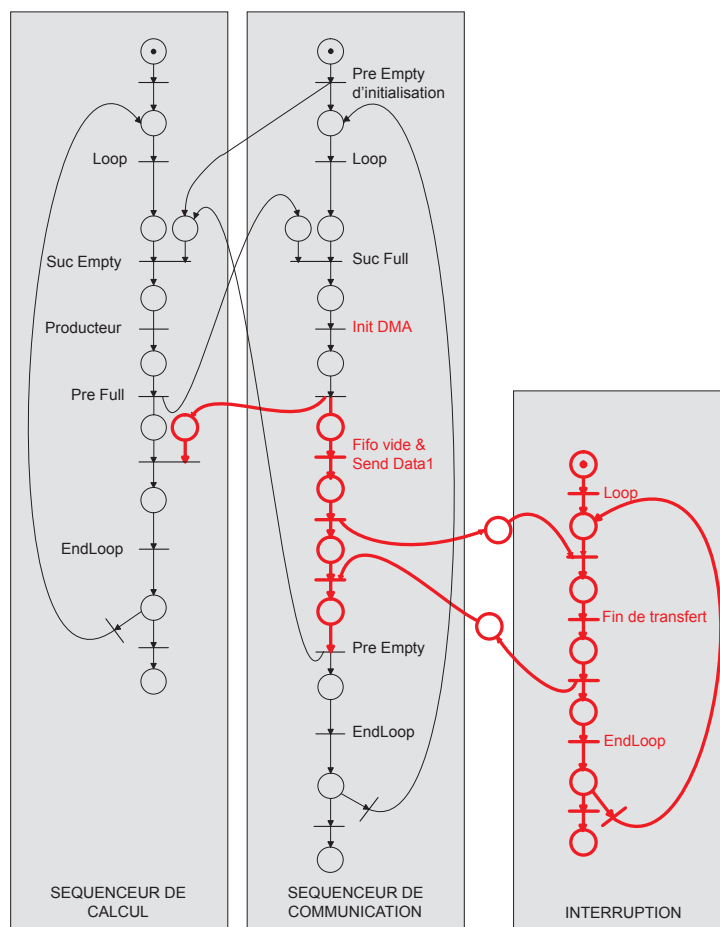 Pre Empty
d'initialisation
Loop
Loop
Suc Empty
Suc Full
Producteur
Init DMA
Pre Full
Fifo vide &
Send Data1
Loop
EndLoop
Fin de transfert
Pre Empty
EndLoop
EndLoop
SEQUENCEUR DE
CALCUL
SEQUENCEUR DE
COMMUNICATION
INTERRUPTION